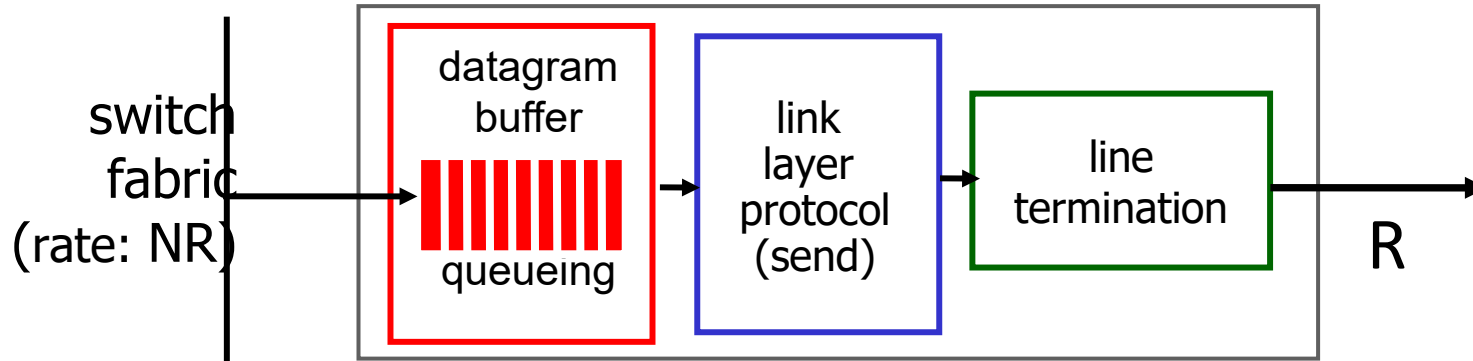 switch
fabric
(rate: NR)
datagram
buffer
queueing
link
layer
protocol
(send)
line
termination
R